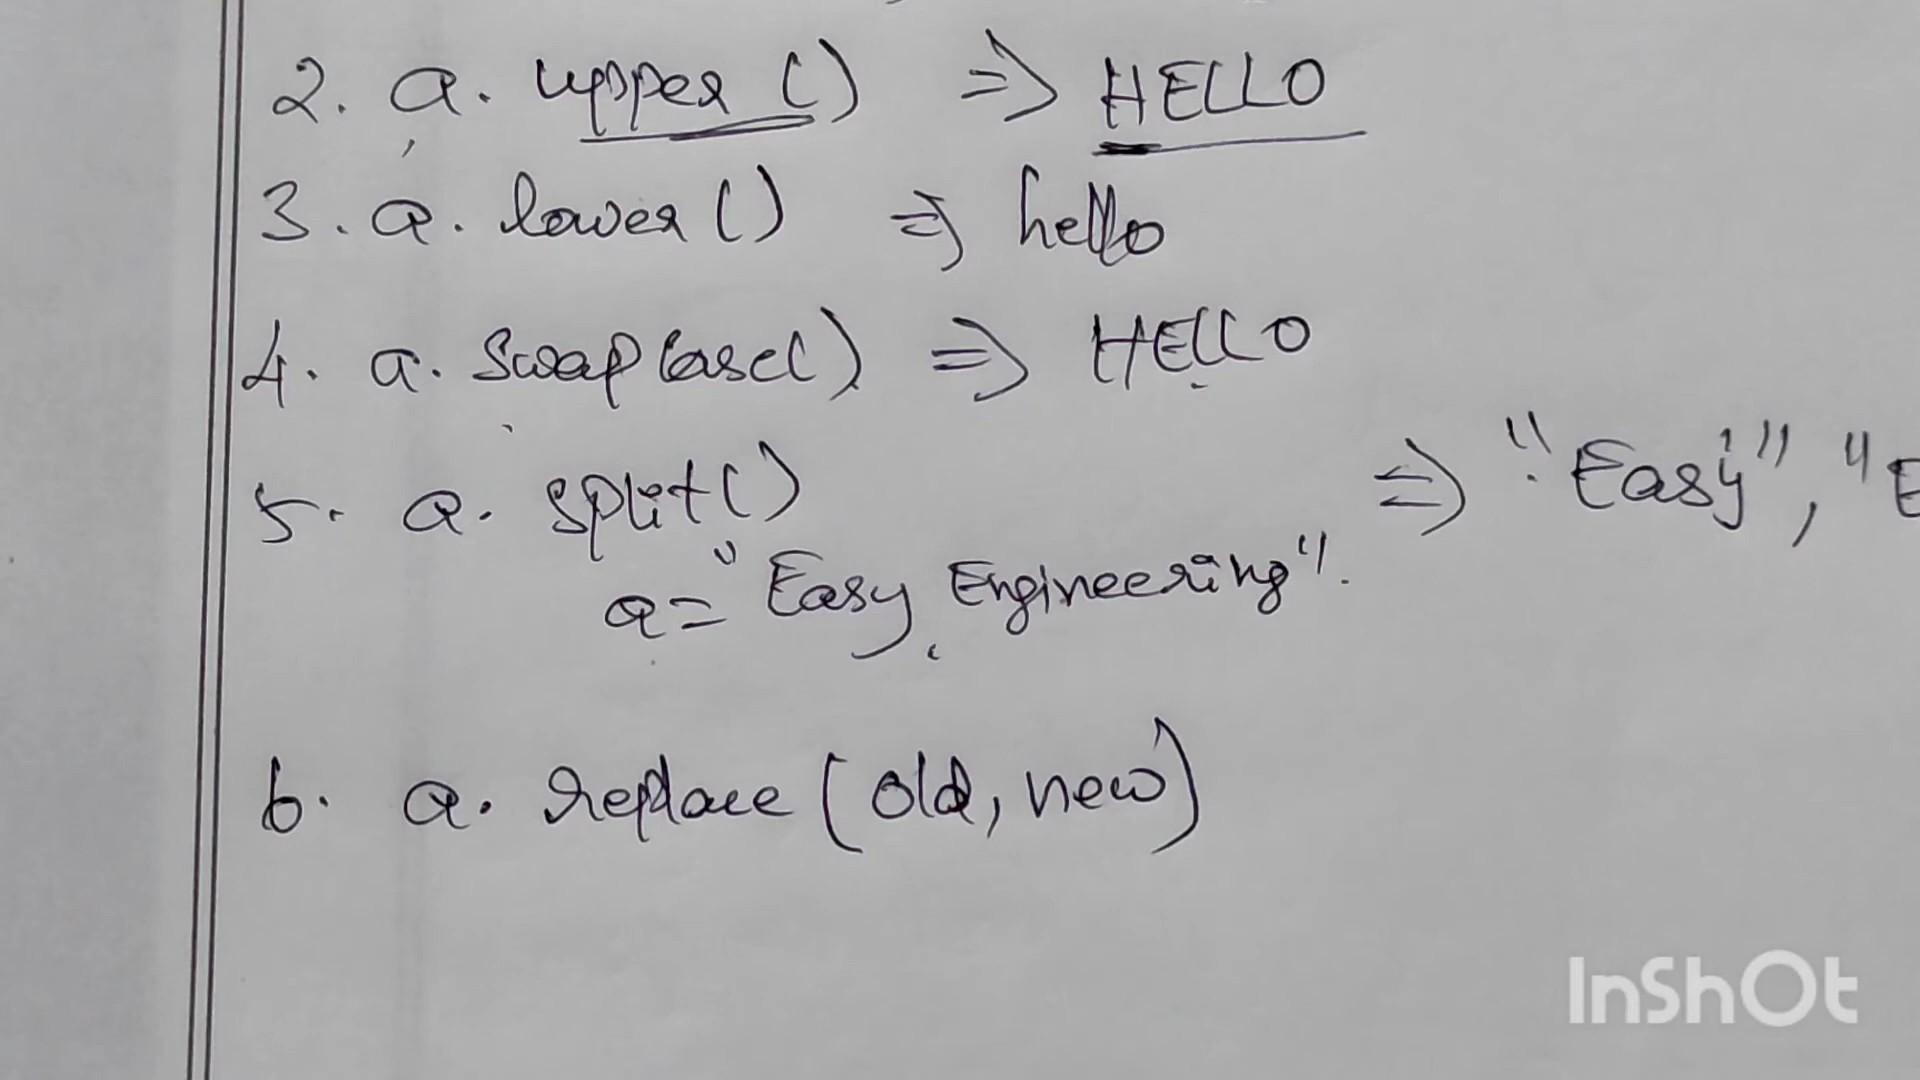 2. a. upper () => HELLO
3. a. lower () => hello
4. a. Swapcase() => HELLO
5. a. split() => "Easy", "E
a = "Easy Engineering".
6. a. replace (old, new)
InShOt